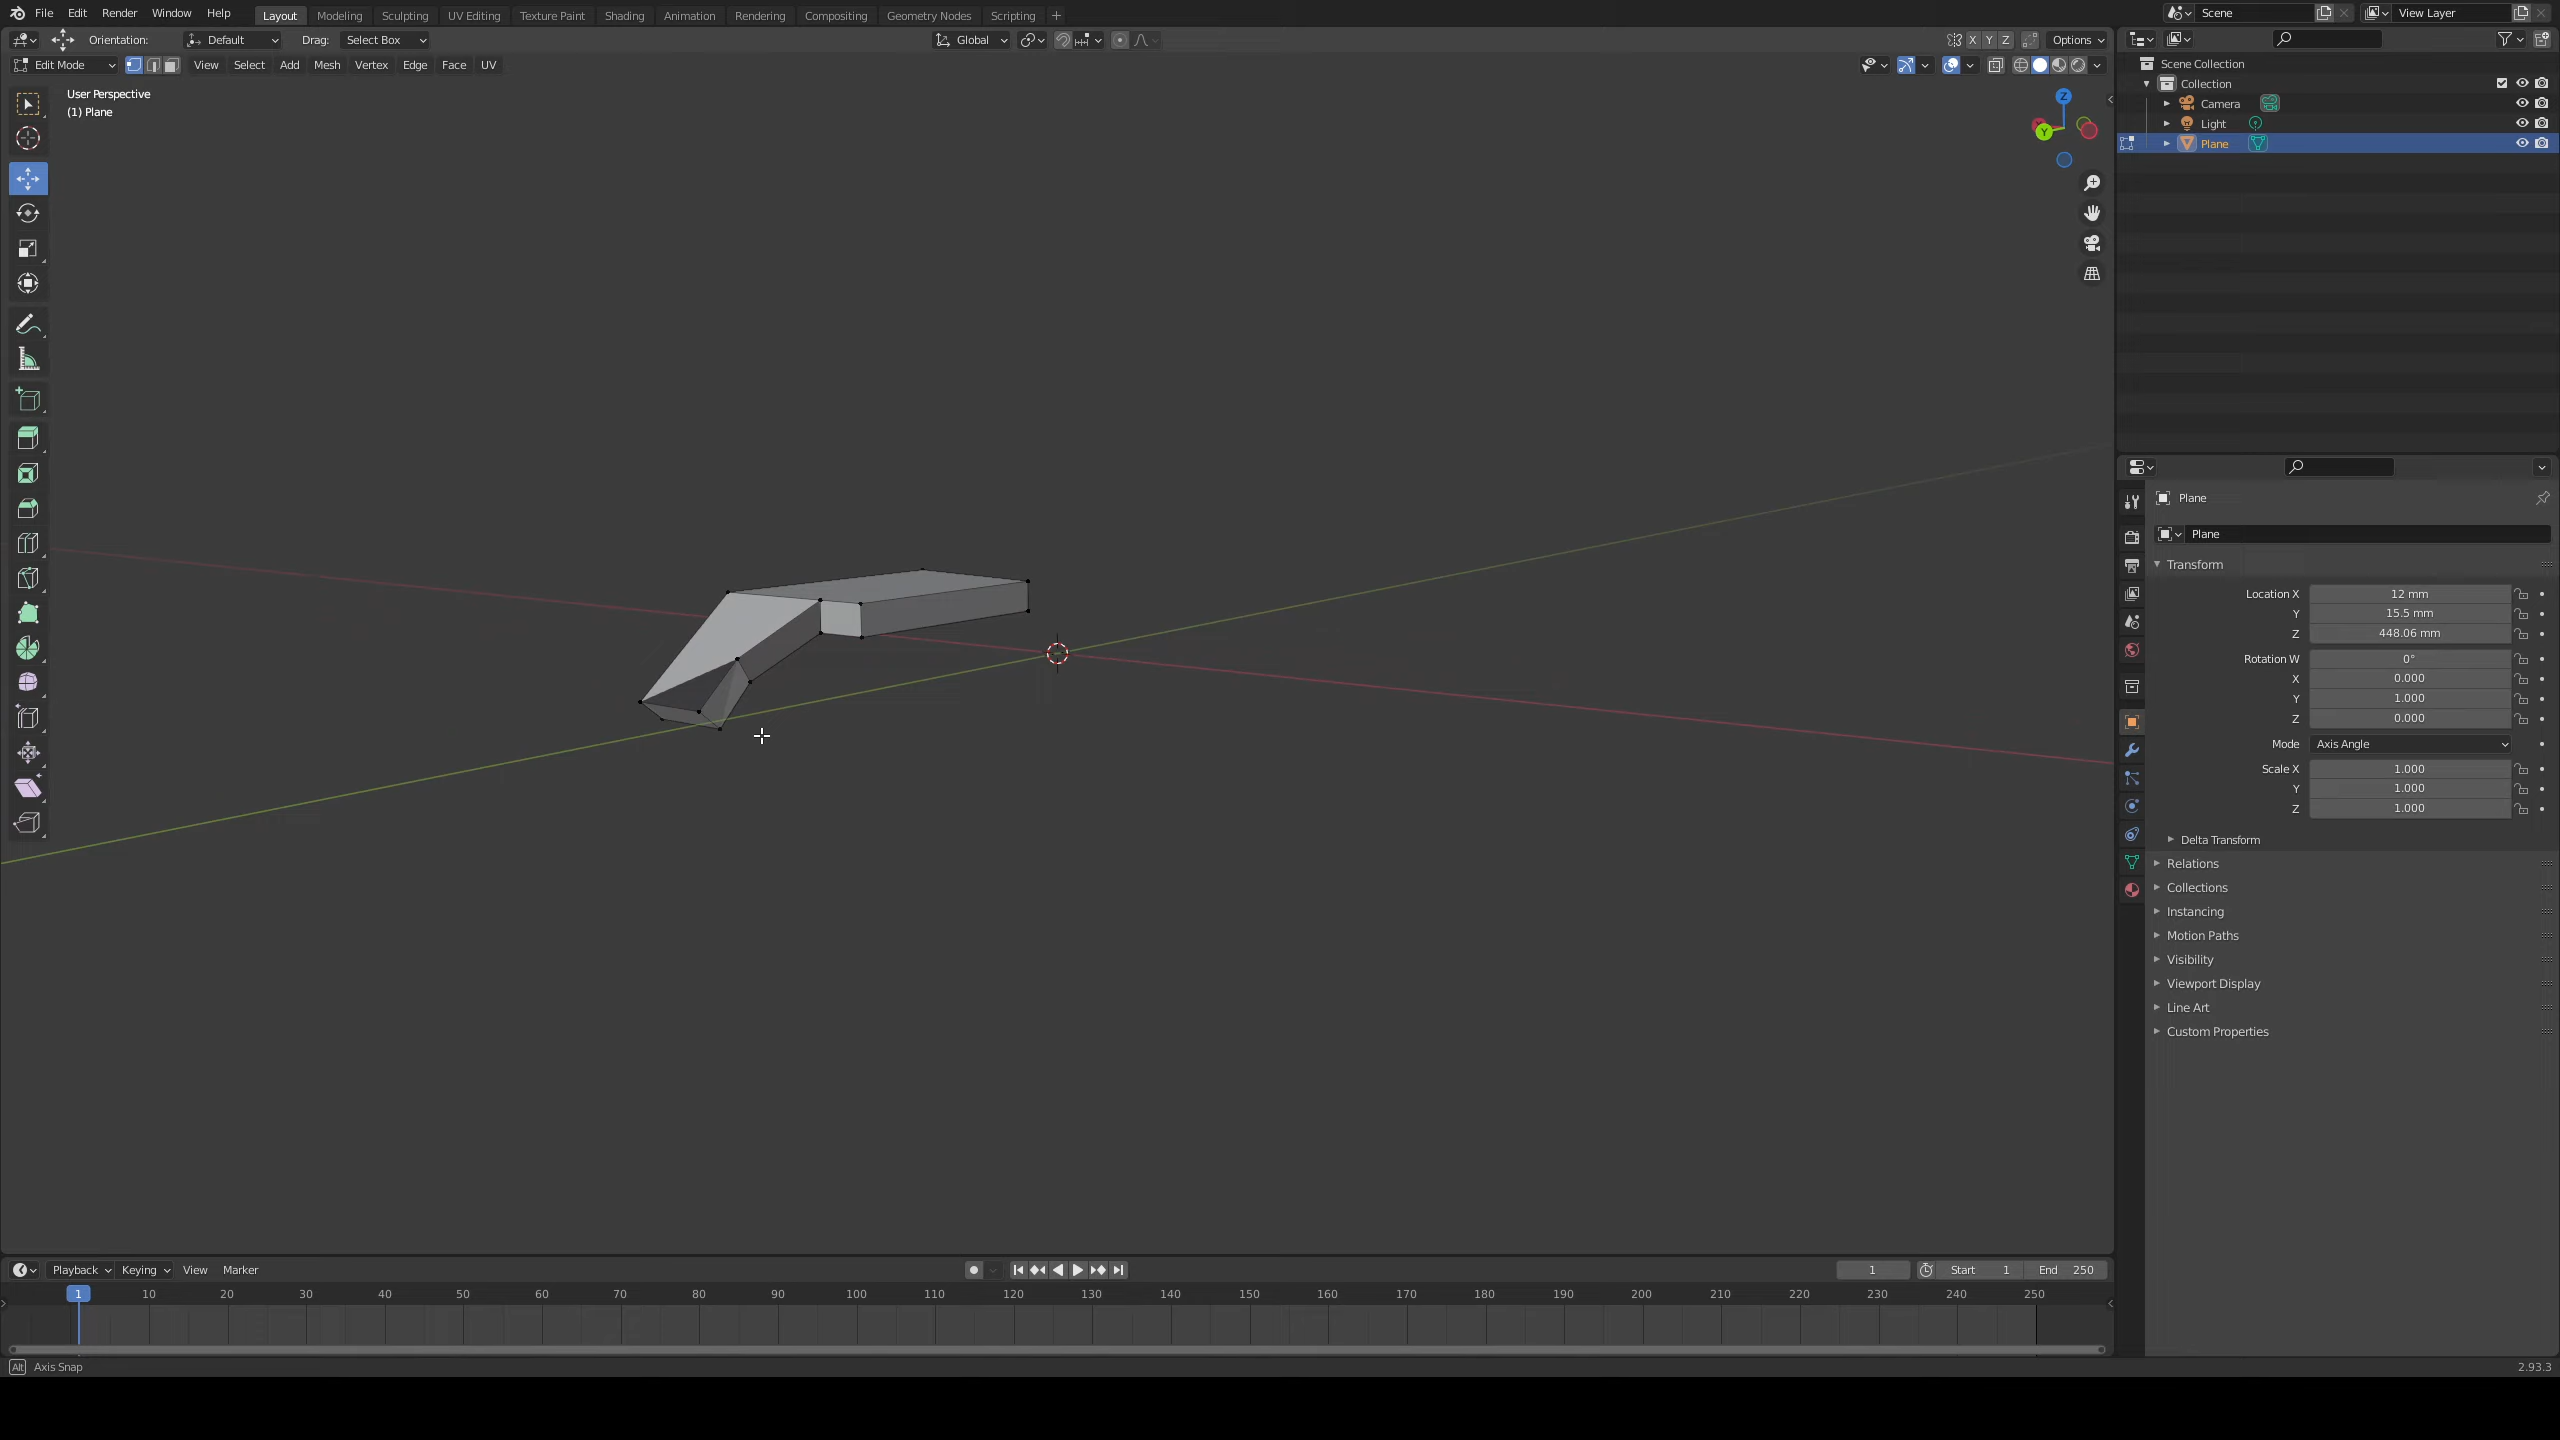 File Edit Render Window Help Layout Modeling Sculpting UV Editing Texture Paint Shading Animation Rendering Compositing Geometry Nodes Scripting + Scene View Layer
Orientation: Default Drag: Select Box Global X Y Z Options
Edit Mode View Select Add Mesh Vertex Edge Face UV
User Perspective
(1) Plane
Z
Y
Scene Collection
Collection
Camera
Light
Plane
Plane
Plane
Transform
Location X 12 mm
Y 15.5 mm
Z 448.06 mm
Rotation W 0°
X 0.000
Y 1.000
Z 0.000
Mode Axis Angle
Scale X 1.000
Y 1.000
Z 1.000
Delta Transform
Relations
Collections
Instancing
Motion Paths
Visibility
Viewport Display
Line Art
Custom Properties
Playback Keying View Marker 1 Start 1 End 250
1 10 20 30 40 50 60 70 80 90 100 110 120 130 140 150 160 170 180 190 200 210 220 230 240 250
Alt Axis Snap 2.93.3